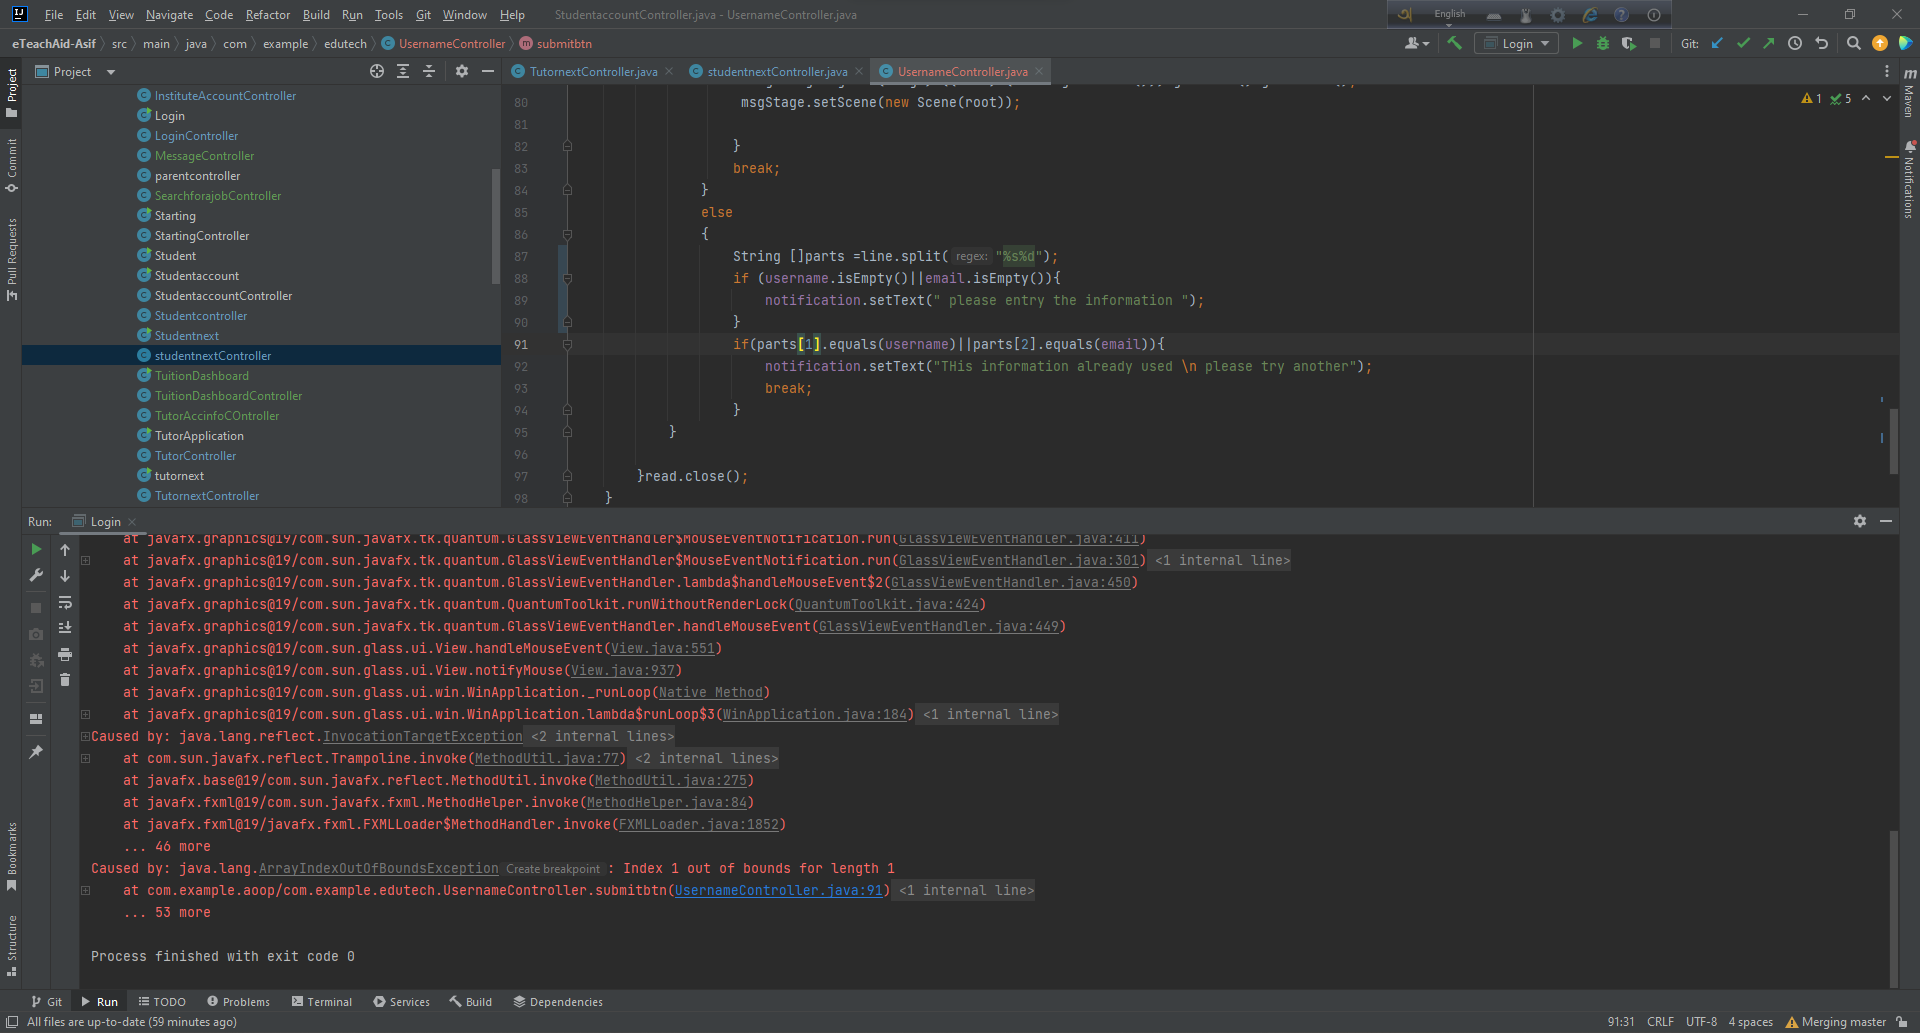 File Edit View Navigate Code Refactor Build Run Tools Git Window Help StudentaccountController.java - UsernameController.java English
eTeachAid-Asif src main java com example edutech UsernameController submitbtn Login Git:
Project TutornextController.java studentnextController.java UsernameController.java
InstituteAccountController
Login
LoginController
MessageController
parentcontroller
SearchforajobController
Starting
StartingController
Student
Studentaccount
StudentaccountController
Studentcontroller
Studentnext
studentnextController
TuitionDashboard
TuitionDashboardController
TutorAccinfoCOntroller
TutorApplication
TutorController
tutornext
TutornextController
80 msgStage.setScene(new Scene(root));
81
82 }
83 break;
84 }
85 else
86 {
87 String []parts =line.split( regex: "%s%d");
88 if (username.isEmpty()||email.isEmpty()){
89 notification.setText(" please entry the information ");
90 }
91 if(parts[1].equals(username)||parts[2].equals(email)){
92 notification.setText("THis information already used \n please try another");
93 break;
94 }
95 }
96
97 }read.close();
98 }
1 5
Project
Commit
Pull Requests
Bookmarks
Structure
m
Maven
Notifications
Run: Login
at javafx.graphics@19/com.sun.javafx.tk.quantum.GlassViewEventHandler$MouseEventNotification.run(GlassViewEventHandler.java:411)
at javafx.graphics@19/com.sun.javafx.tk.quantum.GlassViewEventHandler$MouseEventNotification.run(GlassViewEventHandler.java:301) <1 internal line>
at javafx.graphics@19/com.sun.javafx.tk.quantum.GlassViewEventHandler.lambda$handleMouseEvent$2(GlassViewEventHandler.java:450)
at javafx.graphics@19/com.sun.javafx.tk.quantum.QuantumToolkit.runWithoutRenderLock(QuantumToolkit.java:424)
at javafx.graphics@19/com.sun.javafx.tk.quantum.GlassViewEventHandler.handleMouseEvent(GlassViewEventHandler.java:449)
at javafx.graphics@19/com.sun.glass.ui.View.handleMouseEvent(View.java:551)
at javafx.graphics@19/com.sun.glass.ui.View.notifyMouse(View.java:937)
at javafx.graphics@19/com.sun.glass.ui.win.WinApplication._runLoop(Native Method)
at javafx.graphics@19/com.sun.glass.ui.win.WinApplication.lambda$runLoop$3(WinApplication.java:184) <1 internal line>
Caused by: java.lang.reflect.InvocationTargetException <2 internal lines>
at com.sun.javafx.reflect.Trampoline.invoke(MethodUtil.java:77) <2 internal lines>
at javafx.base@19/com.sun.javafx.reflect.MethodUtil.invoke(MethodUtil.java:275)
at javafx.fxml@19/com.sun.javafx.fxml.MethodHelper.invoke(MethodHelper.java:84)
at javafx.fxml@19/javafx.fxml.FXMLLoader$MethodHandler.invoke(FXMLLoader.java:1852)
... 46 more
Caused by: java.lang.ArrayIndexOutOfBoundsException Create breakpoint : Index 1 out of bounds for length 1
at com.example.aoop/com.example.edutech.UsernameController.submitbtn(UsernameController.java:91) <1 internal line>
... 53 more
Process finished with exit code 0
Git Run TODO Problems Terminal Services Build Dependencies
All files are up-to-date (59 minutes ago) 91:31 CRLF UTF-8 4 spaces Merging master